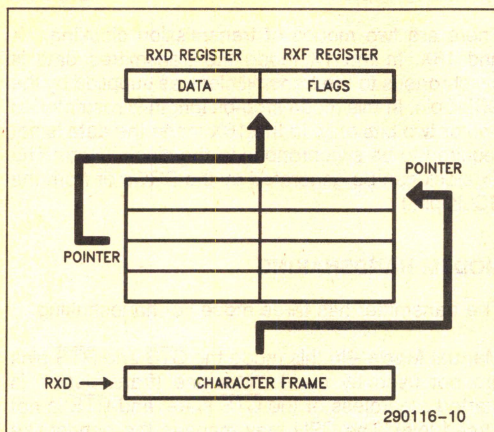 RXD REGISTER RXF REGISTER
DATA FLAGS
POINTER
POINTER
RXD → CHARACTER FRAME
290116-10